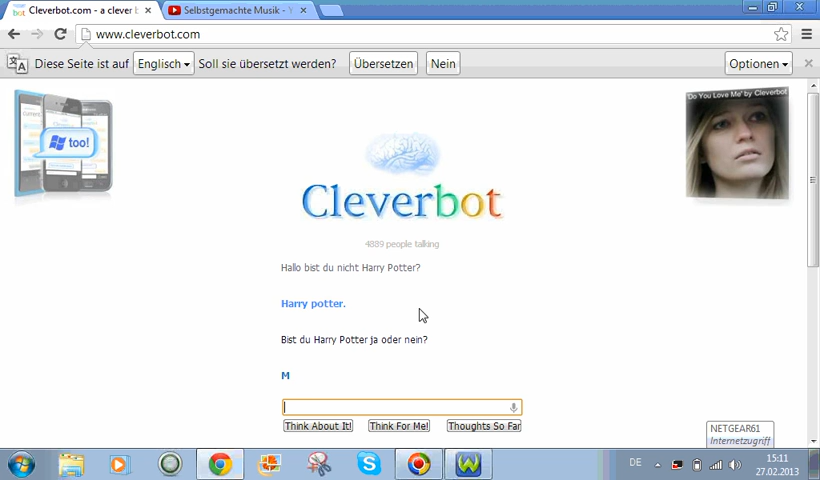 Cleverbot.com - a clever b
Selbstgemachte Musik - Y
www.cleverbot.com
Diese Seite ist auf Englisch Soll sie übersetzt werden? Übersetzen Nein Optionen
too!
'Do You Love Me' by Cleverbot
Cleverbot
4889 people talking
Hallo bist du nicht Harry Potter?
Harry potter.
Bist du Harry Potter ja oder nein?
M
Think About It! Think For Me! Thoughts So Far
NETGEAR61
Internetzugriff
DE
15:11
27.02.2013